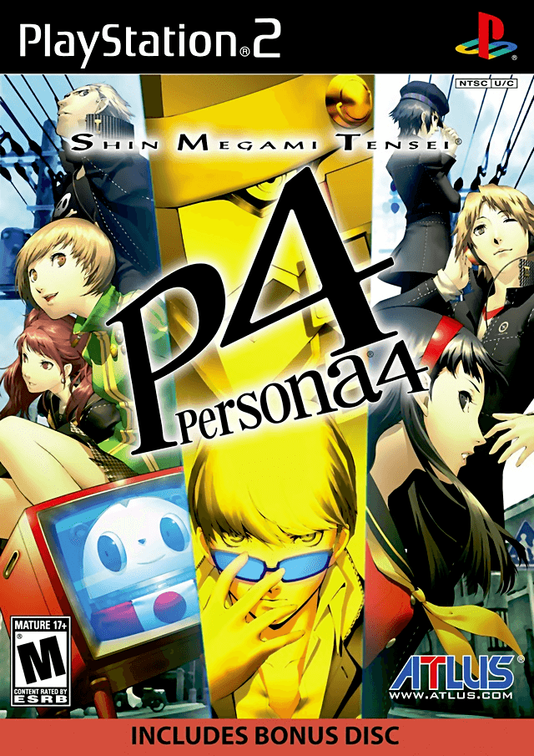 PlayStation®2
NTSC U/C
SHIN MEGAMI TENSEI®
P4
Persona4®
MATURE 17+
M®
CONTENT RATED BY
ESRB
ATLUS®
WWW.ATLUS.COM
INCLUDES BONUS DISC